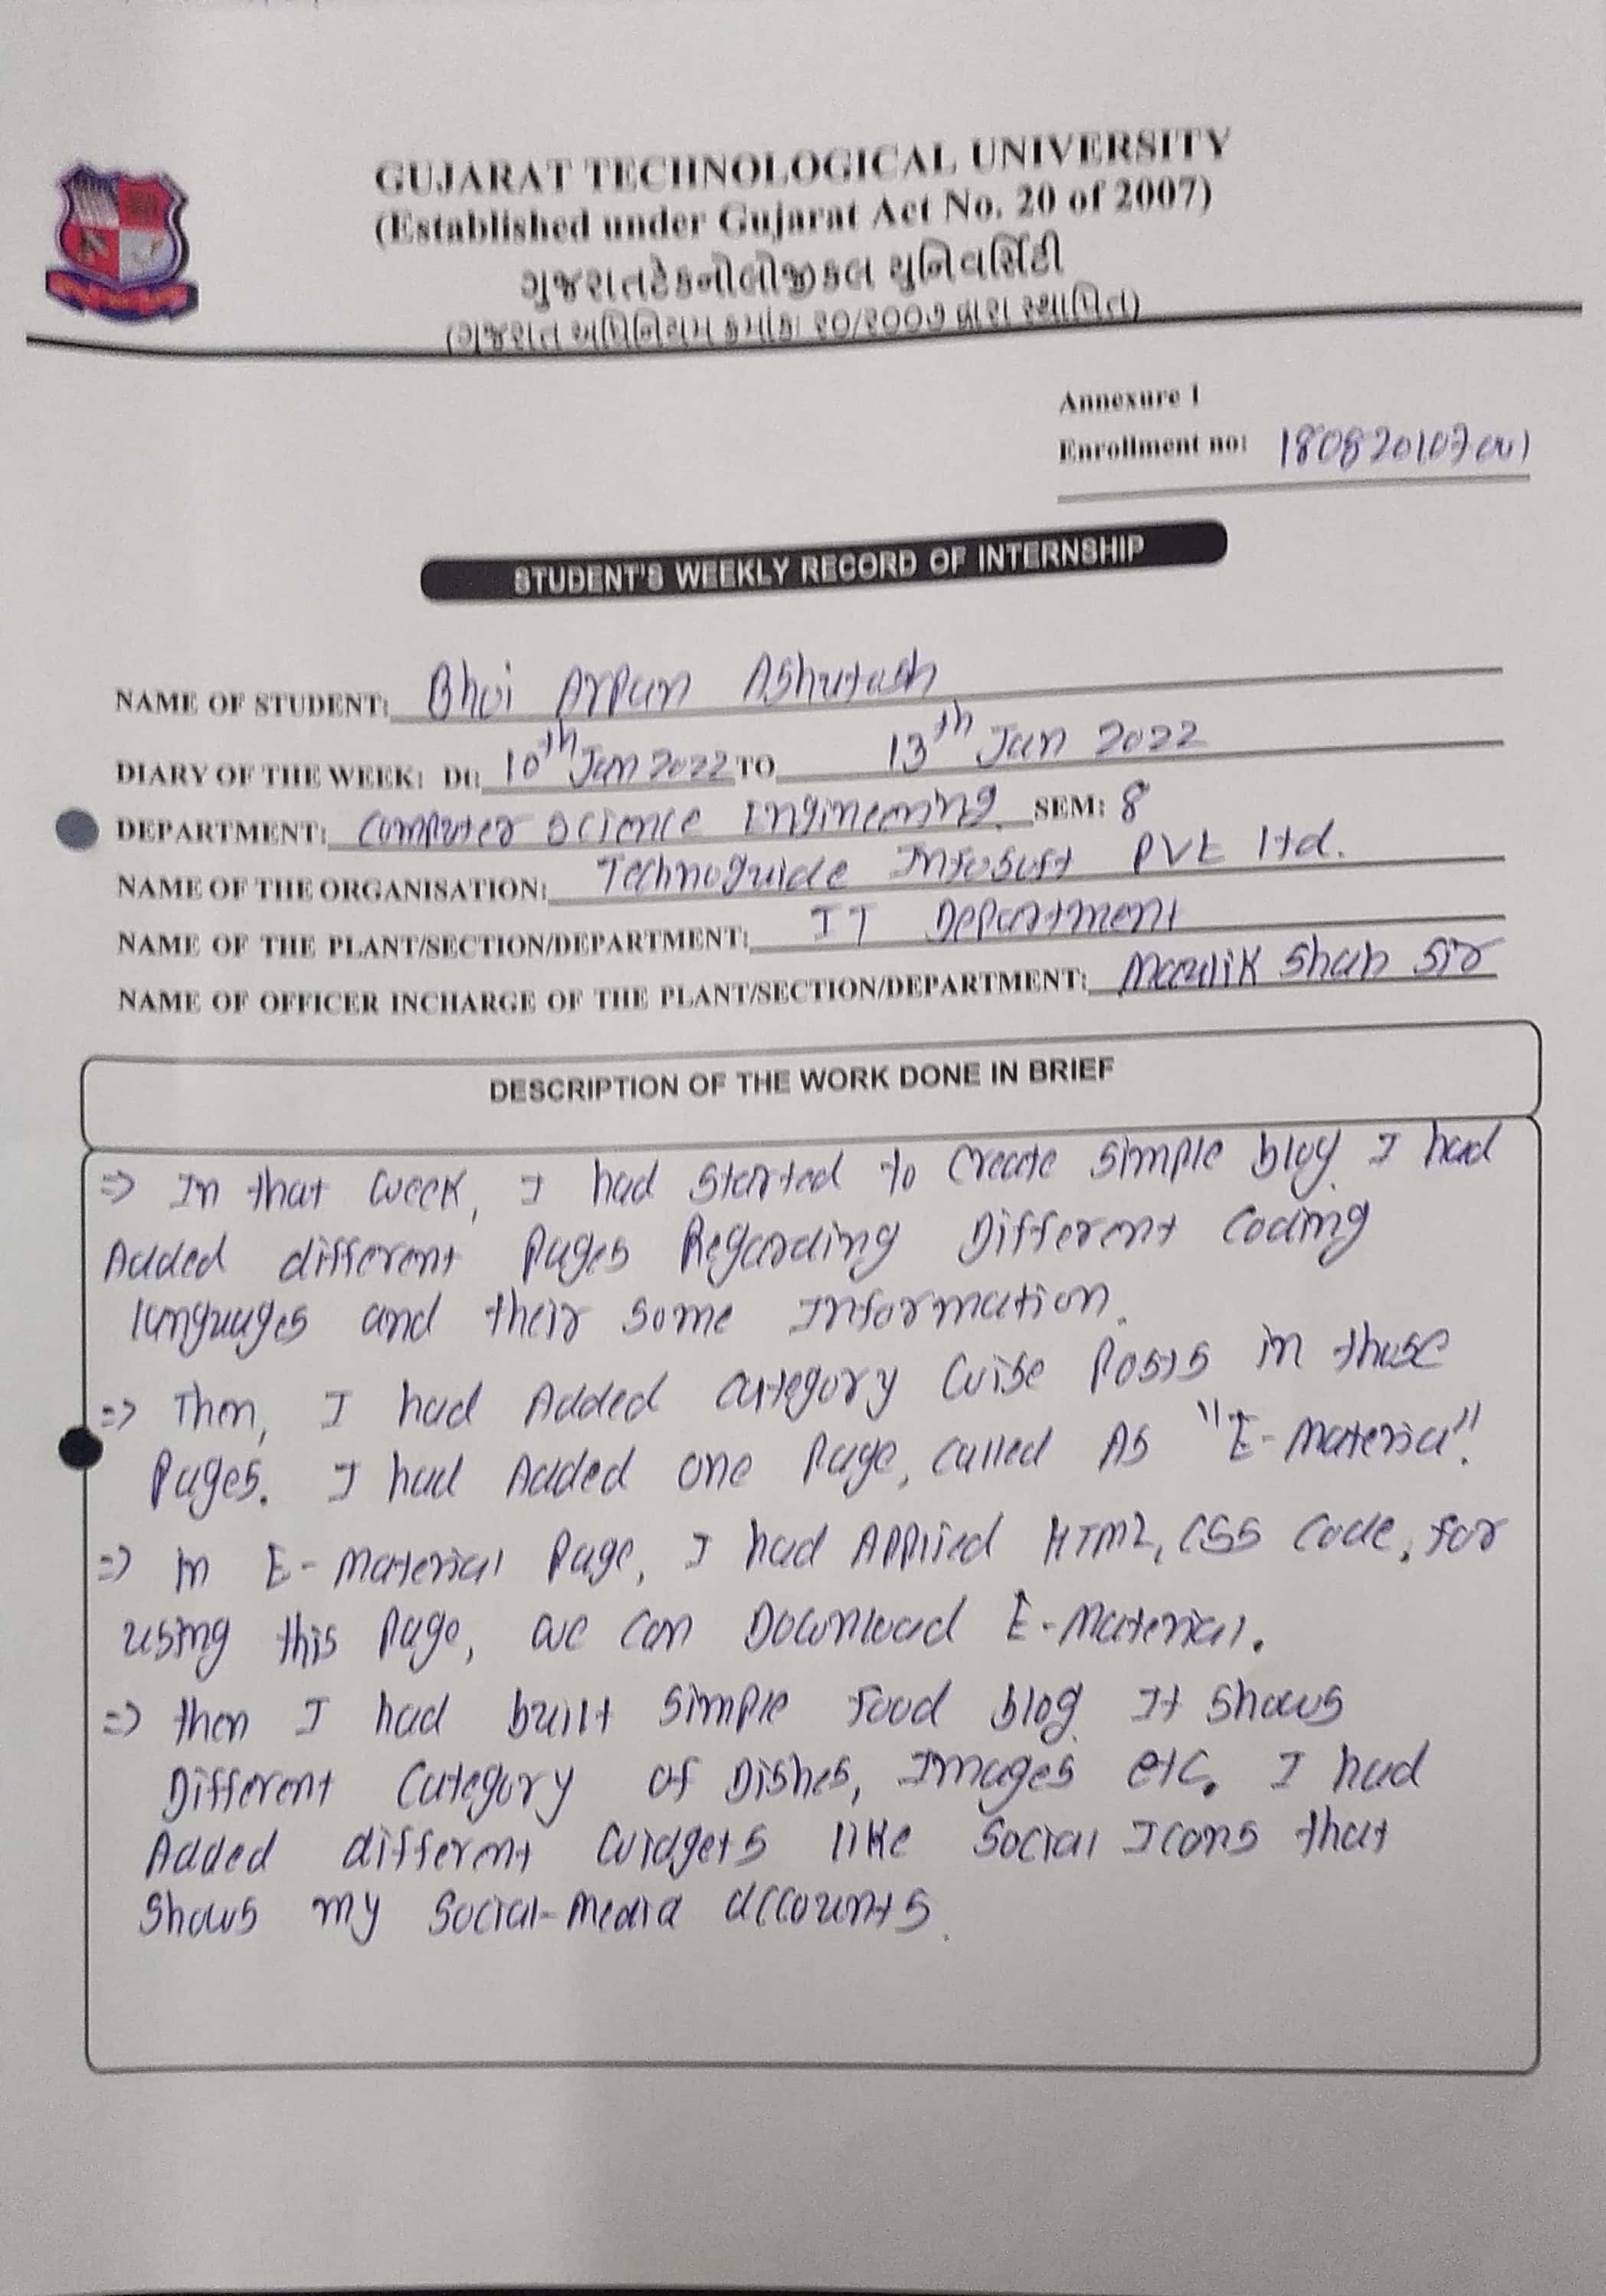 GUJARAT TECHNOLOGICAL UNIVERSITY
(Established under Gujarat Act No. 20 of 2007)
ગુજરાતટેકનોલોજીકલ યુનિવર્સિટી
(ગુજરાત અધિનિયમ ક્રમાંકઃ ૨૦/૨૦૦૭ દ્વારા સ્થાપિત)
Annexure 1
Enrollment no: 180820107001
STUDENT'S WEEKLY RECORD OF INTERNSHIP
NAME OF STUDENT: Bhoi Arpan Ashutosh
DIARY OF THE WEEK: Dt: 10th Jan 2022 TO 13th Jan 2022
DEPARTMENT: Computer Science Engineering. SEM: 8
NAME OF THE ORGANISATION: Technoguide Infosoft Pvt ltd.
NAME OF THE PLANT/SECTION/DEPARTMENT: IT Department
NAME OF OFFICER INCHARGE OF THE PLANT/SECTION/DEPARTMENT: Maulik Shah Sir
DESCRIPTION OF THE WORK DONE IN BRIEF
⇒ In that week, I had started to create simple blog. I had
Added different Pages Regarding Different Coding
languages and their some Information.
⇒ Then, I had Added category wise Posts in those
Pages. I had Added one Page, called As "E-Material".
⇒ In E-Material Page, I had Applied HTML, CSS Code, for
using this Page, we can Download E-Material.
⇒ then I had built simple food blog. It shows
Different Category of Dishes, Images etc. I had
Added different widgets like Social Icons that
shows my Social-Media accounts.